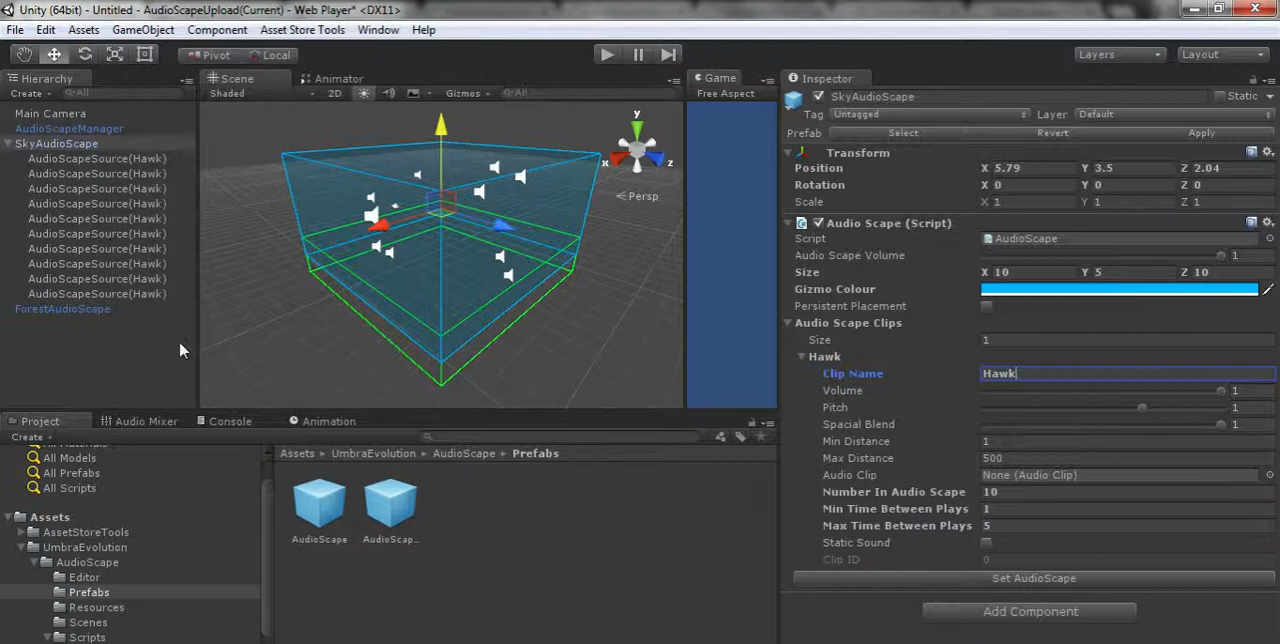 Unity (64bit) - Untitled - AudioScapeUpload(Current) - Web Player* <DX11>
File Edit Assets GameObject Component Asset Store Tools Window Help
Pivot Local Layers Layout
Hierarchy
Create All
Main Camera
AudioScapeManager
SkyAudioScape
AudioScapeSource(Hawk)
AudioScapeSource(Hawk)
AudioScapeSource(Hawk)
AudioScapeSource(Hawk)
AudioScapeSource(Hawk)
AudioScapeSource(Hawk)
AudioScapeSource(Hawk)
AudioScapeSource(Hawk)
AudioScapeSource(Hawk)
AudioScapeSource(Hawk)
ForestAudioScape
Scene Animator
Shaded 2D Gizmos All
y
x z
Persp
Game
Free Aspect
Inspector
SkyAudioScape Static
Tag Untagged Layer Default
Prefab Select Revert Apply
Transform
Position X 5.79 Y 3.5 Z 2.04
Rotation X 0 Y 0 Z 0
Scale X 1 Y 1 Z 1
Audio Scape (Script)
Script AudioScape
Audio Scape Volume 1
Size X 10 Y 5 Z 10
Gizmo Colour
Persistent Placement
Audio Scape Clips
Size 1
Hawk
Clip Name Hawk
Volume 1
Pitch 1
Spacial Blend 1
Min Distance 1
Max Distance 500
Audio Clip None (Audio Clip)
Number In Audio Scape 10
Min Time Between Plays 1
Max Time Between Plays 5
Static Sound
Clip ID 0
Set AudioScape
Add Component
Project Audio Mixer Console Animation
Create
All Materials
All Models
All Prefabs
All Scripts
Assets
AssetStoreTools
UmbraEvolution
AudioScape
Editor
Prefabs
Resources
Scenes
Scripts
Assets UmbraEvolution AudioScape Prefabs
AudioScape AudioScap...